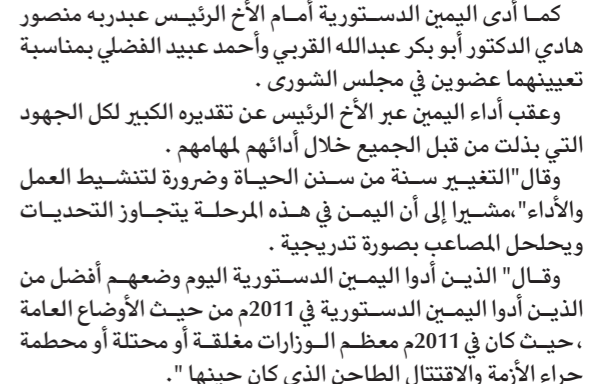 كما أدى اليمين الدستورية أمام الأخ الرئيس عبدربه منصور
هادي الدكتور أبو بكر عبدالله القربي وأحمد عبيد الفضلي بمناسبة
تعيينهما عضوين في مجلس الشورى .
وعقب أداء اليمين عبر الأخ الرئيس عن تقديره الكبير لكل الجهود
التي بذلت من قبل الجميع خلال أدائهم لمهامهم .
وقال"التغيير سنة من سنن الحياة وضرورة لتنشيط العمل
والأداء"،مشيرا إلى أن اليمن في هذه المرحلة يتجاوز التحديات
ويحلحل المصاعب بصورة تدريجية .
وقال" الذين أدوا اليمين الدستورية اليوم وضعهم أفضل من
الذين أدوا اليمين الدستورية في 2011م من حيث الأوضاع العامة
، حيث كان في 2011م معظم الوزارات مغلقة أو محتلة أو محطمة
جراء الأزمة والاقتتال الطاحن الذي كان حينها ".